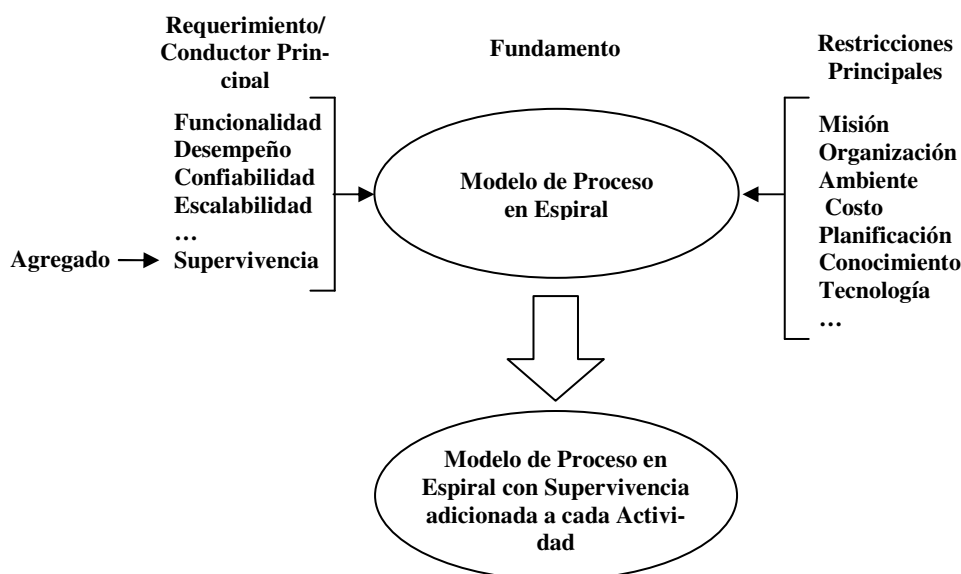 Requerimiento/
Conductor Prin-
cipal
Funcionalidad
Desempeño
Confiabilidad
Escalabilidad
…
Supervivencia
Agregado
Fundamento
Modelo de Proceso
en Espiral
Restricciones
Principales
Misión
Organización
Ambiente
Costo
Planificación
Conocimiento
Tecnología
…
Modelo de Proceso en
Espiral con Supervivencia
adicionada a cada Activi-
dad